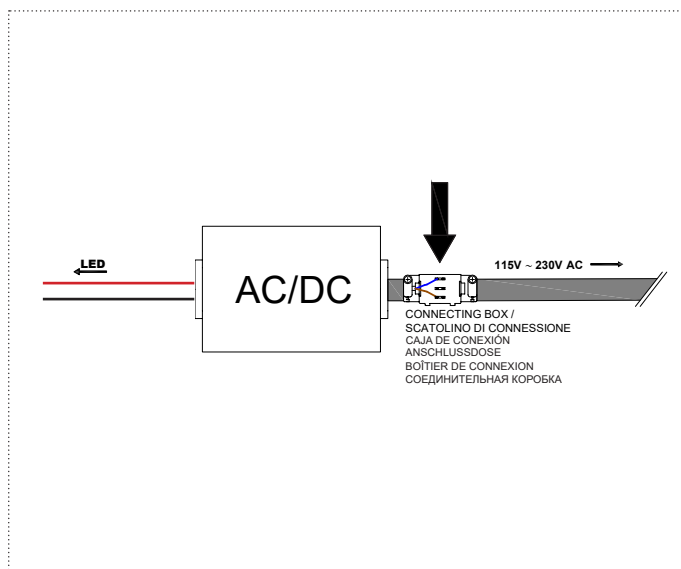 LED
AC/DC
115V ~ 230V AC
CONNECTING BOX /
SCATOLINO DI CONNESSIONE
CAJA DE CONEXIÓN
ANSCHLUSSDOSE
BOÎTIER DE CONNEXION
СОЕДИНИТЕЛЬНАЯ КОРОБКА